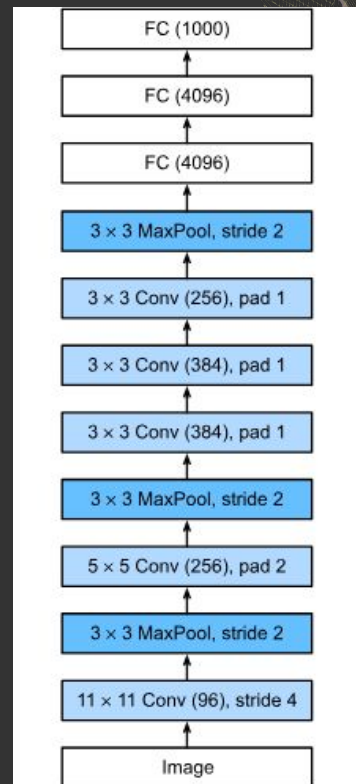 FC (1000)
FC (4096)
FC (4096)
3 × 3 MaxPool, stride 2
3 × 3 Conv (256), pad 1
3 × 3 Conv (384), pad 1
3 × 3 Conv (384), pad 1
3 × 3 MaxPool, stride 2
5 × 5 Conv (256), pad 2
3 × 3 MaxPool, stride 2
11 × 11 Conv (96), stride 4
Image